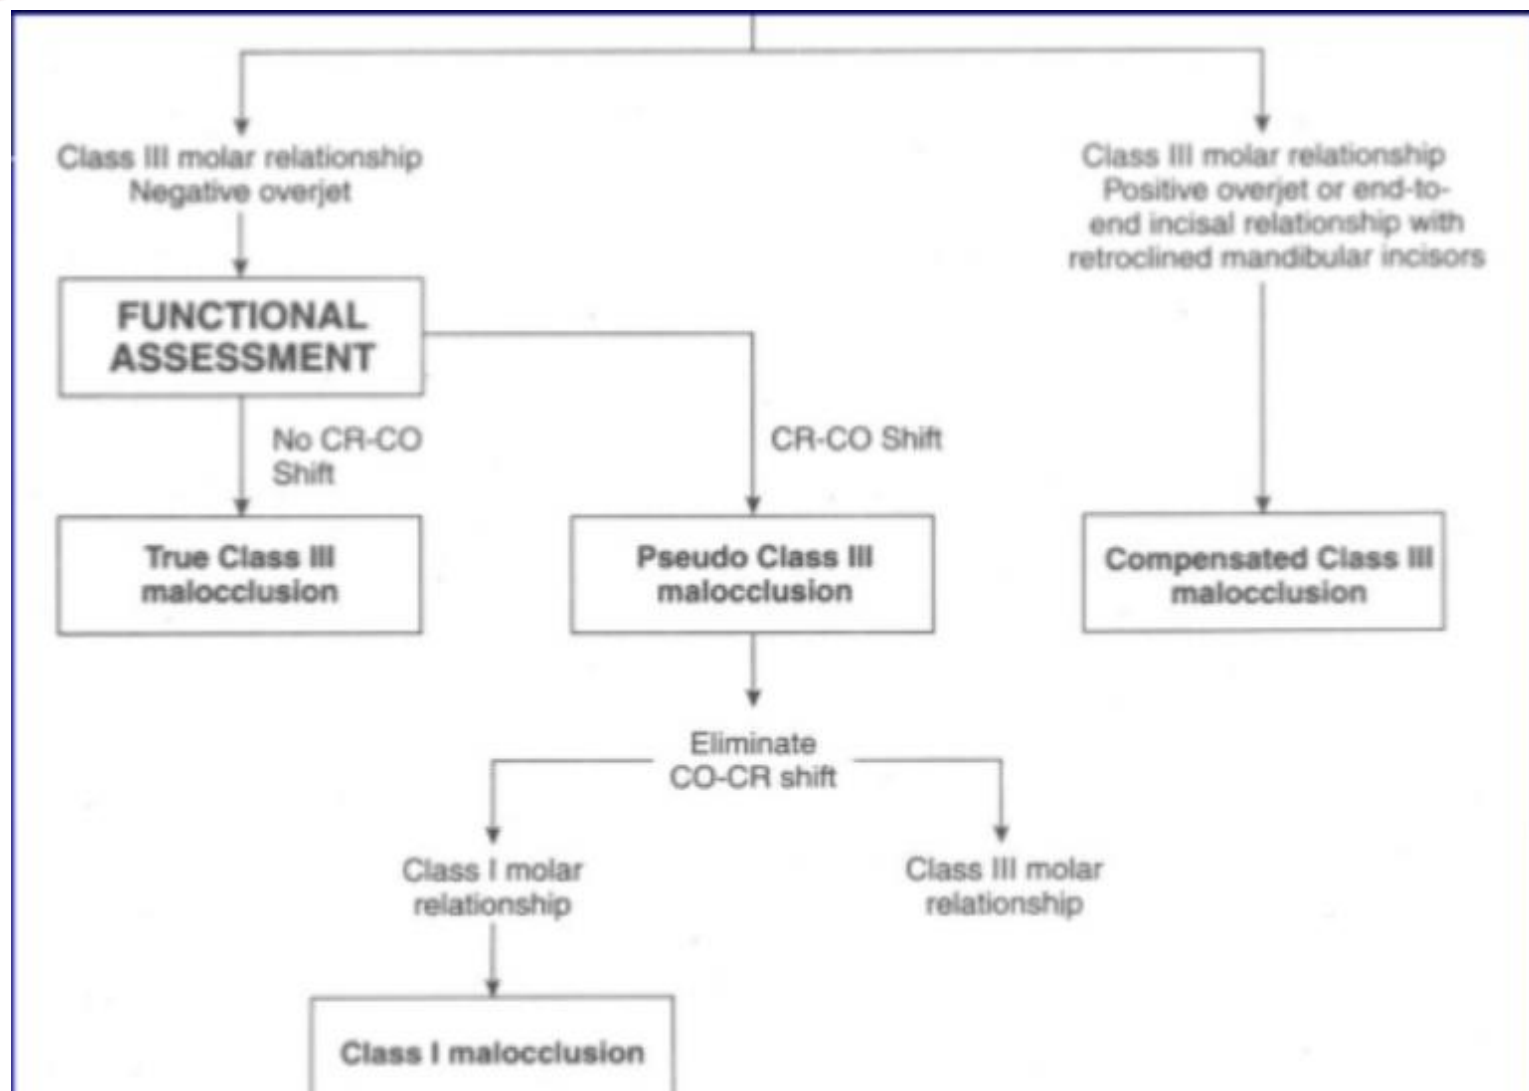 Class III molar relationship
Negative overjet
Class III molar relationship
Positive overjet or end-to-
end incisal relationship with
retroclined mandibular incisors
FUNCTIONAL
ASSESSMENT
No CR-CO
Shift
CR-CO Shift
True Class III
malocclusion
Pseudo Class III
malocclusion
Compensated Class III
malocclusion
Eliminate
CO-CR shift
Class I molar
relationship
Class III molar
relationship
Class I malocclusion